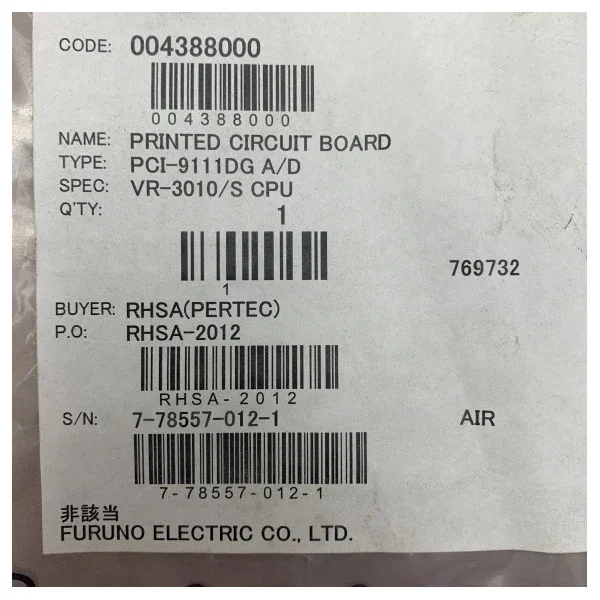 CODE: 004388000
004388000
NAME: PRINTED CIRCUIT BOARD
TYPE: PCI-9111DG A/D
SPEC: VR-3010/S CPU
Q'TY: 1
1
769732
BUYER: RHSA(PERTEC)
P.O: RHSA-2012
RHSA-2012
S/N: 7-78557-012-1 AIR
7-78557-012-1
非該当
FURUNO ELECTRIC CO., LTD.